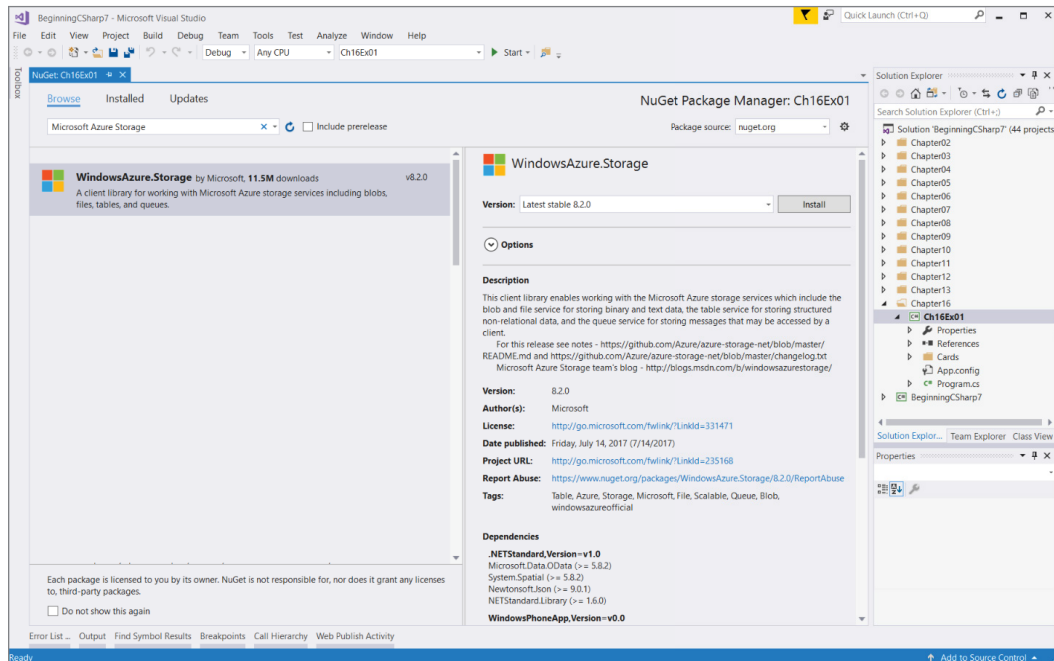 BeginningCSharp7 - Microsoft Visual Studio
Quick Launch (Ctrl+Q)
File Edit View Project Build Debug Team Tools Test Analyze Window Help
Debug Any CPU Ch16Ex01 Start
Toolbox
NuGet: Ch16Ex01
Browse Installed Updates
NuGet Package Manager: Ch16Ex01
Microsoft Azure Storage
Include prerelease
Package source: nuget.org
WindowsAzure.Storage by Microsoft, 11.5M downloads v8.2.0
A client library for working with Microsoft Azure storage services including blobs,
files, tables, and queues.
Each package is licensed to you by its owner. NuGet is not responsible for, nor does it grant any licenses
to, third-party packages.
Do not show this again
WindowsAzure.Storage
Version: Latest stable 8.2.0 Install
Options
Description
This client library enables working with the Microsoft Azure storage services which include the
blob and file service for storing binary and text data, the table service for storing structured
non-relational data, and the queue service for storing messages that may be accessed by a
client.
For this release see notes - https://github.com/Azure/azure-storage-net/blob/master/
README.md and https://github.com/Azure/azure-storage-net/blob/master/changelog.txt
Microsoft Azure Storage team's blog - http://blogs.msdn.com/b/windowsazurestorage/
Version: 8.2.0
Author(s): Microsoft
License: http://go.microsoft.com/fwlink/?LinkId=331471
Date published: Friday, July 14, 2017 (7/14/2017)
Project URL: http://go.microsoft.com/fwlink/?LinkId=235168
Report Abuse: https://www.nuget.org/packages/WindowsAzure.Storage/8.2.0/ReportAbuse
Tags: Table, Azure, Storage, Microsoft, File, Scalable, Queue, Blob,
windowsazureofficial
Dependencies
.NETStandard,Version=v1.0
Microsoft.Data.OData (>= 5.8.2)
System.Spatial (>= 5.8.2)
Newtonsoft.Json (>= 9.0.1)
NETStandard.Library (>= 1.6.0)
WindowsPhoneApp,Version=v0.0
Solution Explorer
Search Solution Explorer (Ctrl+;)
Solution 'BeginningCSharp7' (44 projects
Chapter02
Chapter03
Chapter04
Chapter05
Chapter06
Chapter07
Chapter08
Chapter09
Chapter10
Chapter11
Chapter12
Chapter13
Chapter16
C# Ch16Ex01
Properties
References
Cards
App.config
C# Program.cs
C# BeginningCSharp7
Solution Explor... Team Explorer Class View
Properties
Error List ... Output Find Symbol Results Breakpoints Call Hierarchy Web Publish Activity
Ready
Add to Source Control